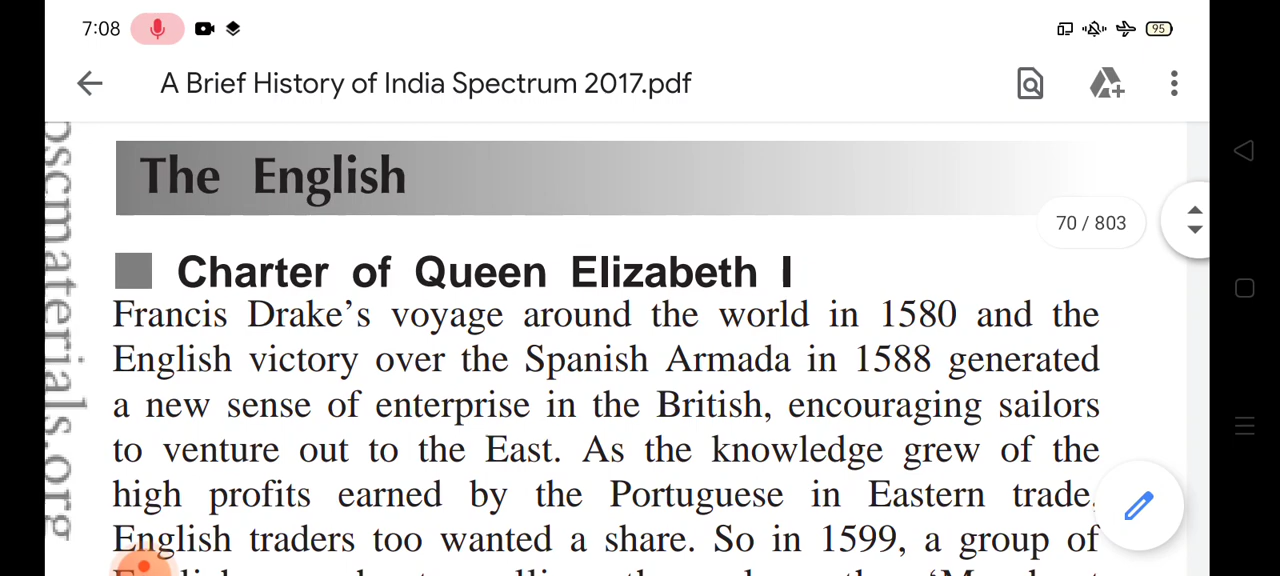 7:08
95
A Brief History of India Spectrum 2017.pdf
The English
70 / 803
Charter of Queen Elizabeth I
Francis Drake's voyage around the world in 1580 and the
English victory over the Spanish Armada in 1588 generated
a new sense of enterprise in the British, encouraging sailors
to venture out to the East. As the knowledge grew of the
high profits earned by the Portuguese in Eastern trade,
English traders too wanted a share. So in 1599, a group of
pscmaterials.org